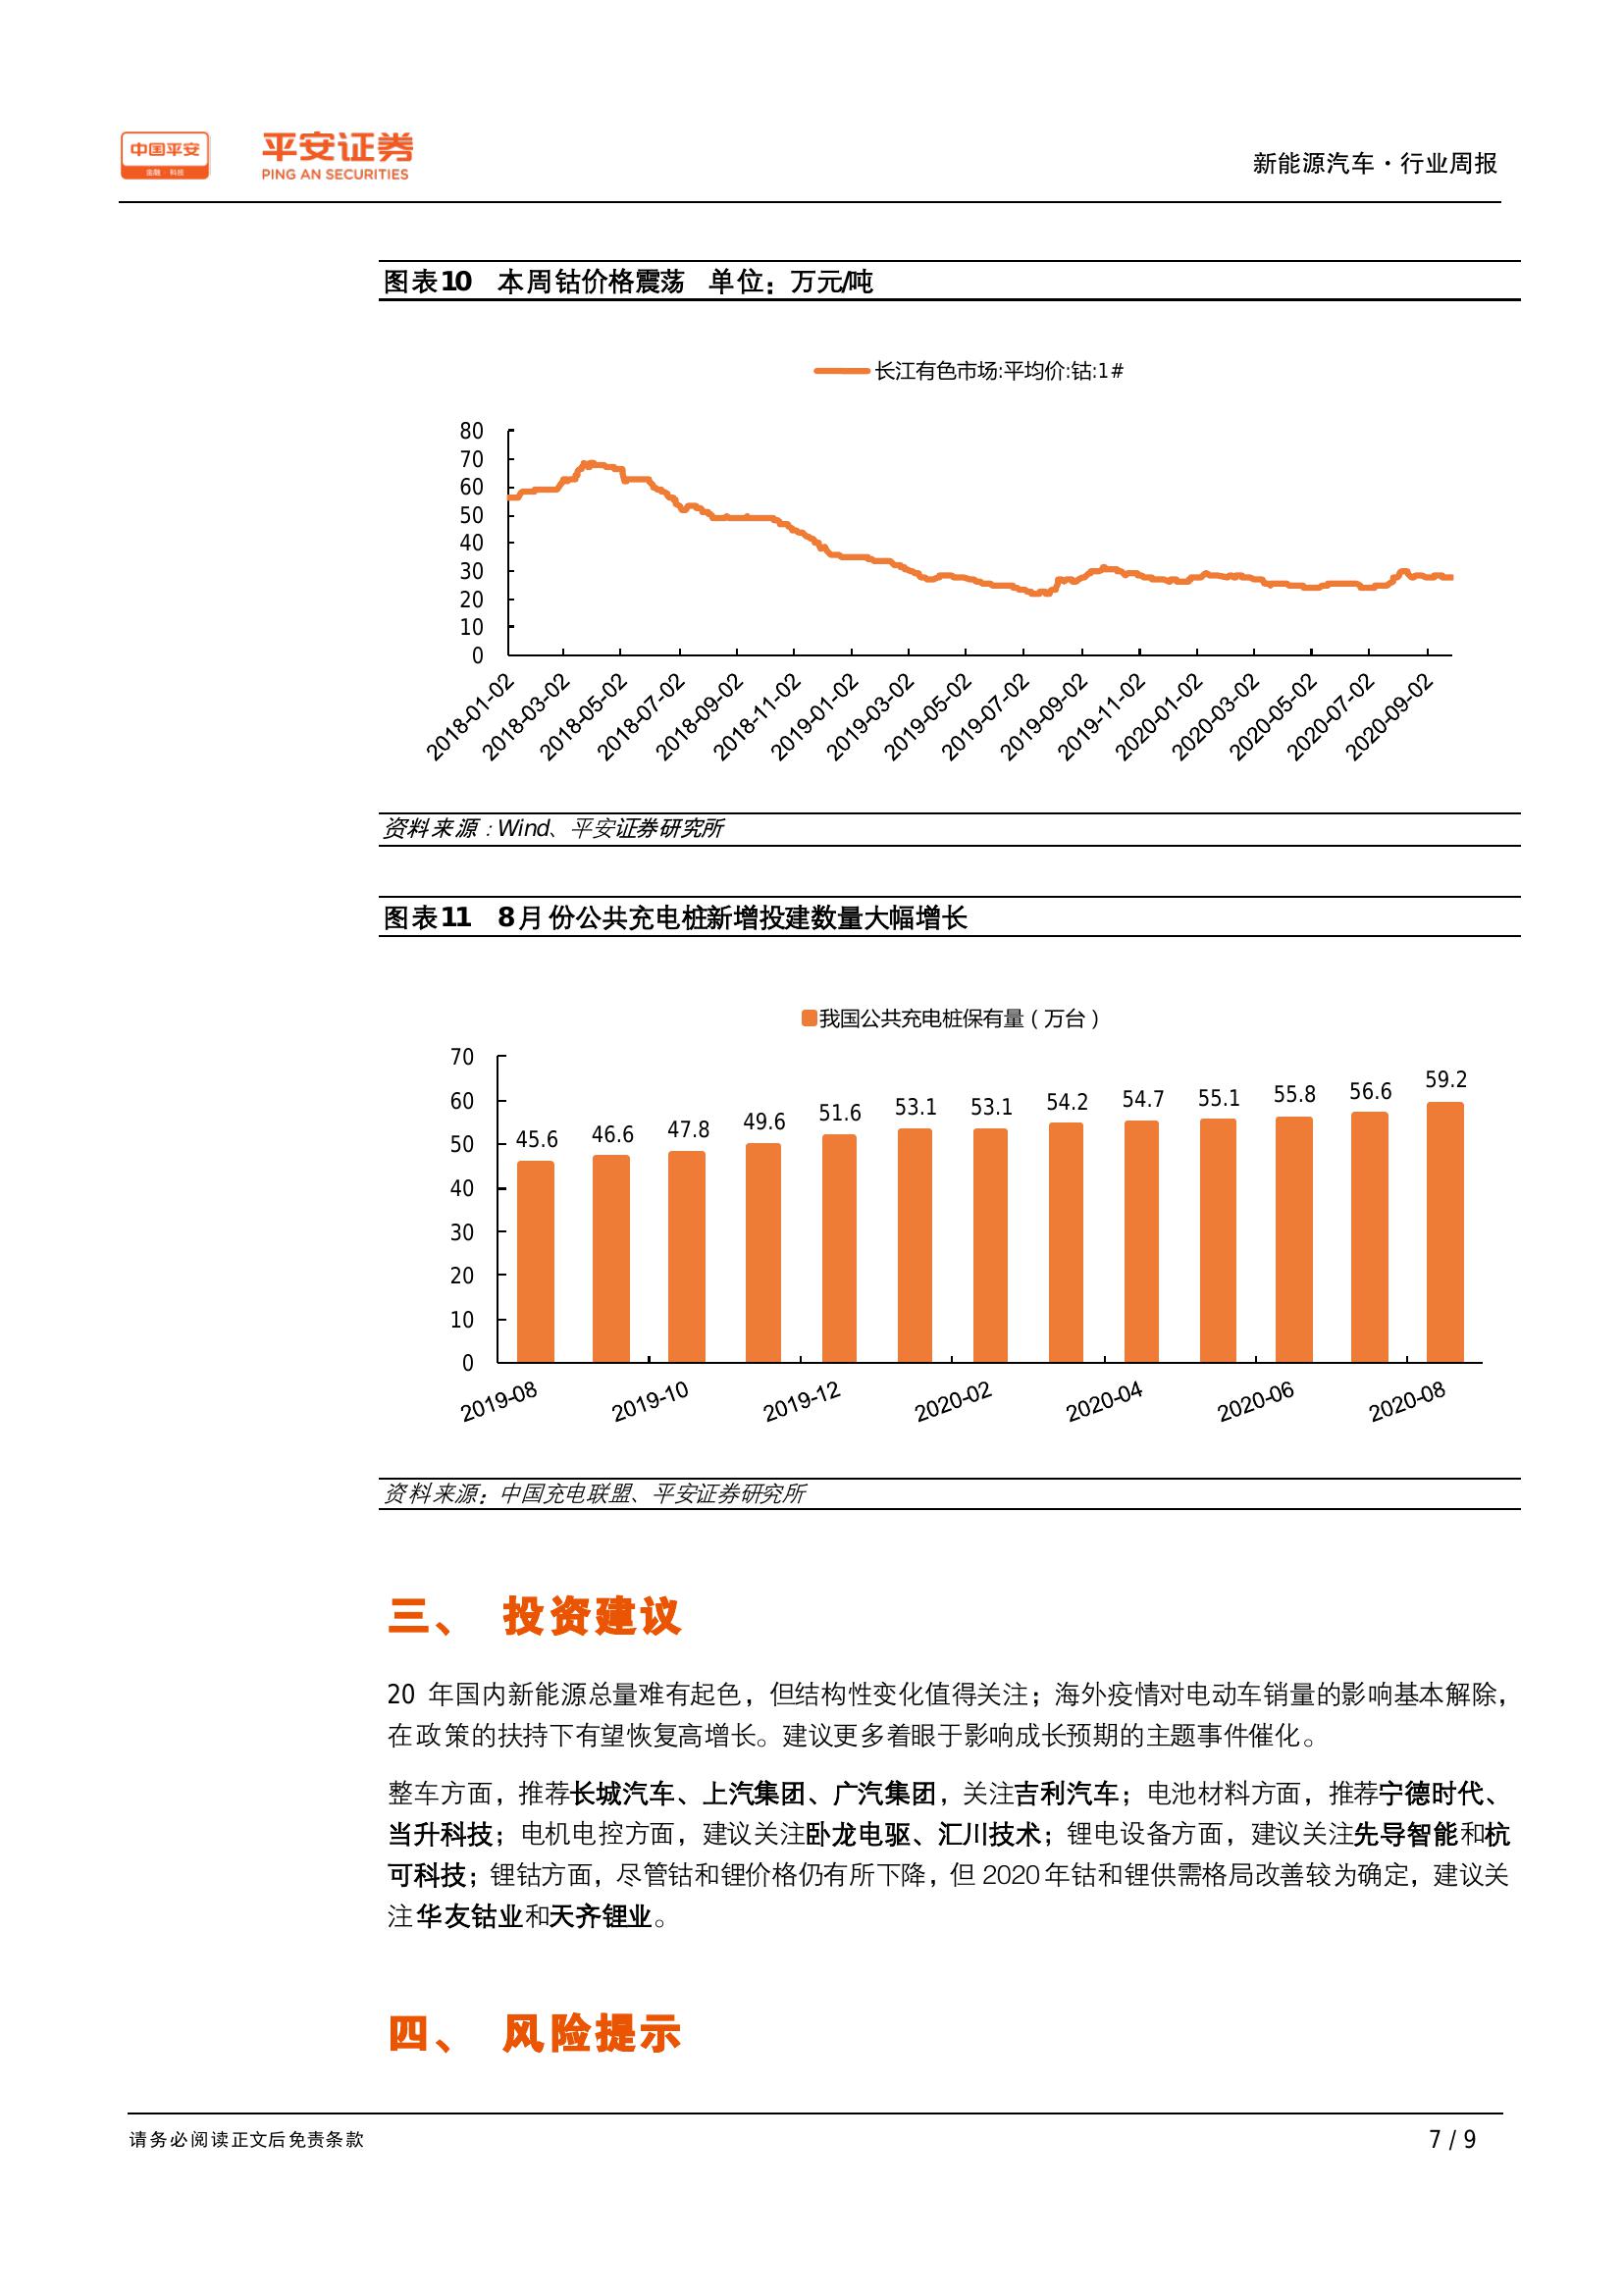 中国平安
金融·科技
平安证券
PING AN SECURITIES
新能源汽车·行业周报
图表10 本周钴价格震荡 单位：万元/吨
长江有色市场:平均价:钴:1#
80
70
60
50
40
30
20
10
0
2018-01-02
2018-03-02
2018-05-02
2018-07-02
2018-09-02
2018-11-02
2019-01-02
2019-03-02
2019-05-02
2019-07-02
2019-09-02
2019-11-02
2020-01-02
2020-03-02
2020-05-02
2020-07-02
2020-09-02
资料来源：Wind、平安证券研究所
图表11 8月份公共充电桩新增投建数量大幅增长
我国公共充电桩保有量（万台）
70
60
50
40
30
20
10
0
45.6
46.6
47.8
49.6
51.6
53.1
53.1
54.2
54.7
55.1
55.8
56.6
59.2
2019-08
2019-10
2019-12
2020-02
2020-04
2020-06
2020-08
资料来源：中国充电联盟、平安证券研究所
三、 投资建议
20 年国内新能源总量难有起色，但结构性变化值得关注；海外疫情对电动车销量的影响基本解除，
在政策的扶持下有望恢复高增长。建议更多着眼于影响成长预期的主题事件催化。
整车方面，推荐长城汽车、上汽集团、广汽集团，关注吉利汽车；电池材料方面，推荐宁德时代、
当升科技；电机电控方面，建议关注卧龙电驱、汇川技术；锂电设备方面，建议关注先导智能和杭
可科技；锂钴方面，尽管钴和锂价格仍有所下降，但 2020 年钴和锂供需格局改善较为确定，建议关
注华友钴业和天齐锂业。
四、 风险提示
请务必阅读正文后免责条款
7 / 9